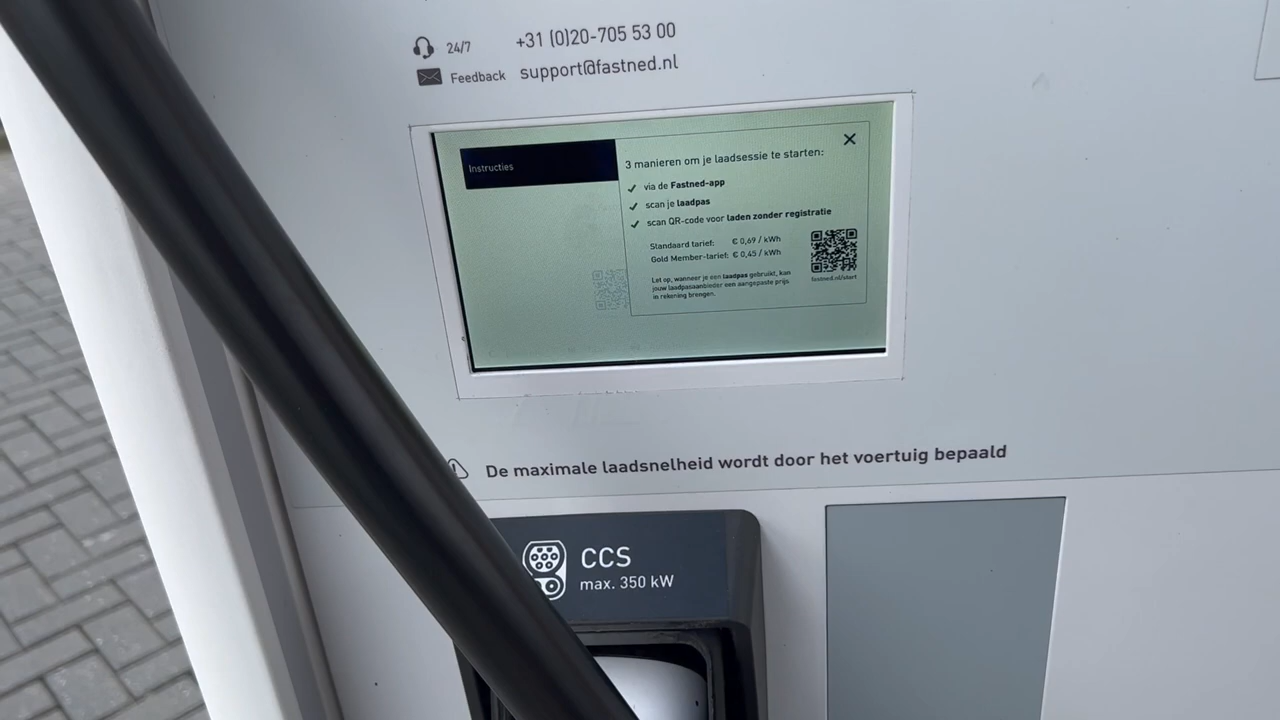 24/7
+31 (0)20-705 53 00
Feedback
support@fastned.nl
Instructies
3 manieren om je laadsessie te starten:
via de Fastned-app
scan je laadpas
scan QR-code voor laden zonder registratie
Standaard tarief: € 0,69 / kWh
Gold Member-tarief: € 0,45 / kWh
fastned.nl/start
Let op, wanneer je een laadpas gebruikt, kan
jouw laadpasaanbieder een aangepaste prijs
in rekening brengen.
De maximale laadsnelheid wordt door het voertuig bepaald
CCS
max. 350 kW